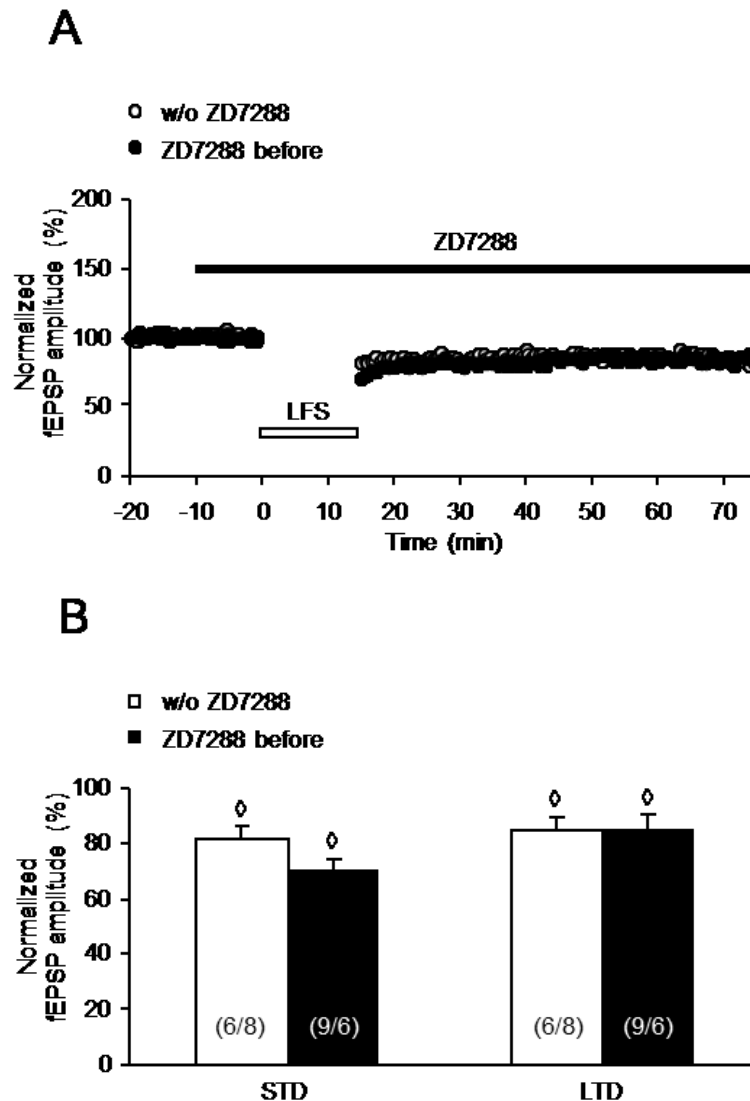 A
w/o ZD7288
ZD7288 before
Normalized
fEPSP amplitude (%)
200
150
100
50
0
ZD7288
LFS
-20 -10 0 10 20 30 40 50 60 70
Time (min)
B
w/o ZD7288
ZD7288 before
Normalized
fEPSP amplitude (%)
100
80
60
40
20
0
(6/8) (9/6) (6/8) (9/6)
STD LTD